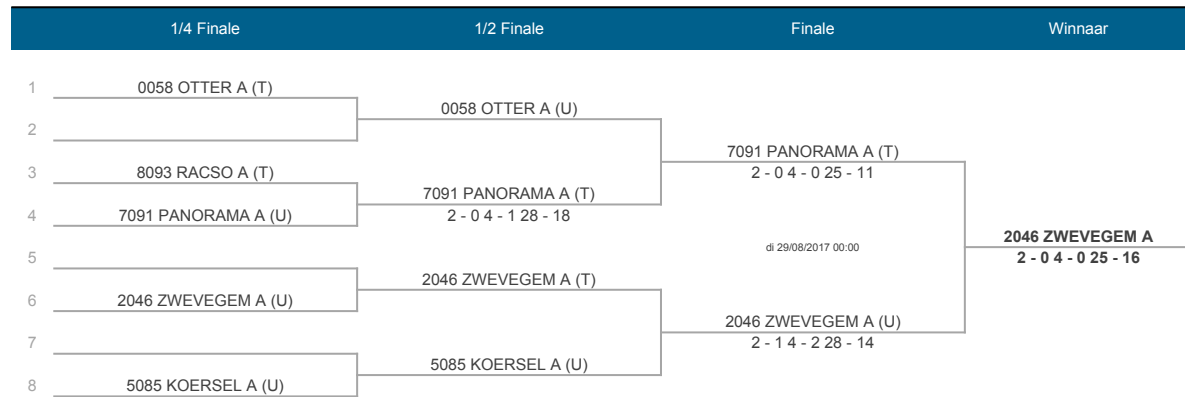 1/4 Finale 1/2 Finale Finale Winnaar
1 0058 OTTER A (T)
0058 OTTER A (U)
2
7091 PANORAMA A (T)
3 8093 RACSO A (T) 2 - 0 4 - 0 25 - 11
7091 PANORAMA A (T)
4 7091 PANORAMA A (U) 2 - 0 4 - 1 28 - 18
2046 ZWEVEGEM A
di 29/08/2017 00:00
5 2 - 0 4 - 0 25 - 16
2046 ZWEVEGEM A (T)
6 2046 ZWEVEGEM A (U)
2046 ZWEVEGEM A (U)
7 2 - 1 4 - 2 28 - 14
5085 KOERSEL A (U)
8 5085 KOERSEL A (U)